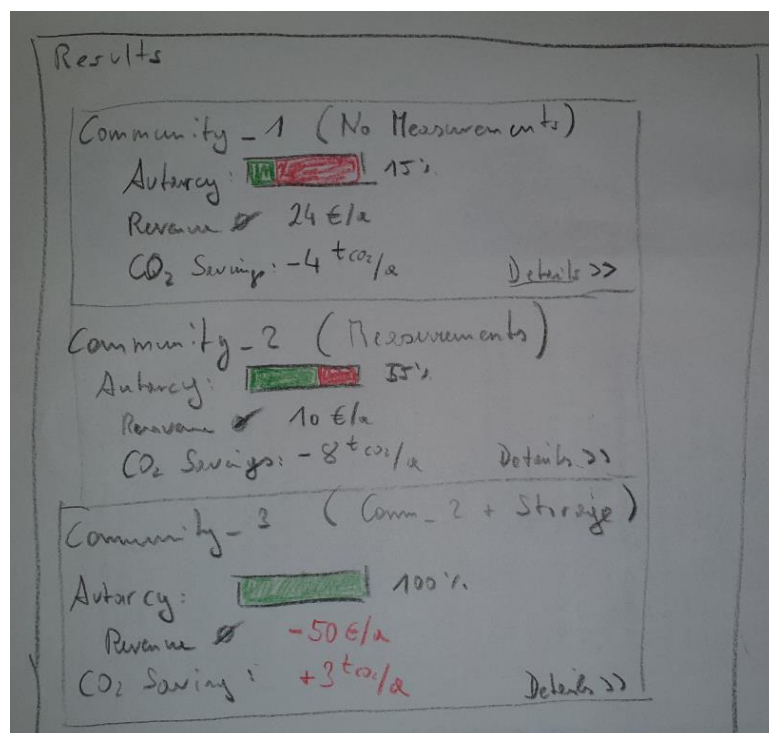 Results
Community_1 (No Measurements)
Autarcy: 15%
Revenue Ø 24 €/a
CO₂ Savings: -4 tCO₂/a
Details >>
Community_2 (Measurements)
Autarcy: 55%
Ø 10 €/a
CO₂ Savings: -8 tCO₂/a
Details >>
Community_3 (Comm_2 + Storage)
Autarcy: 100%
Revenue Ø -50 €/a
CO₂ Saving: +3 tCO₂/a
Details >>